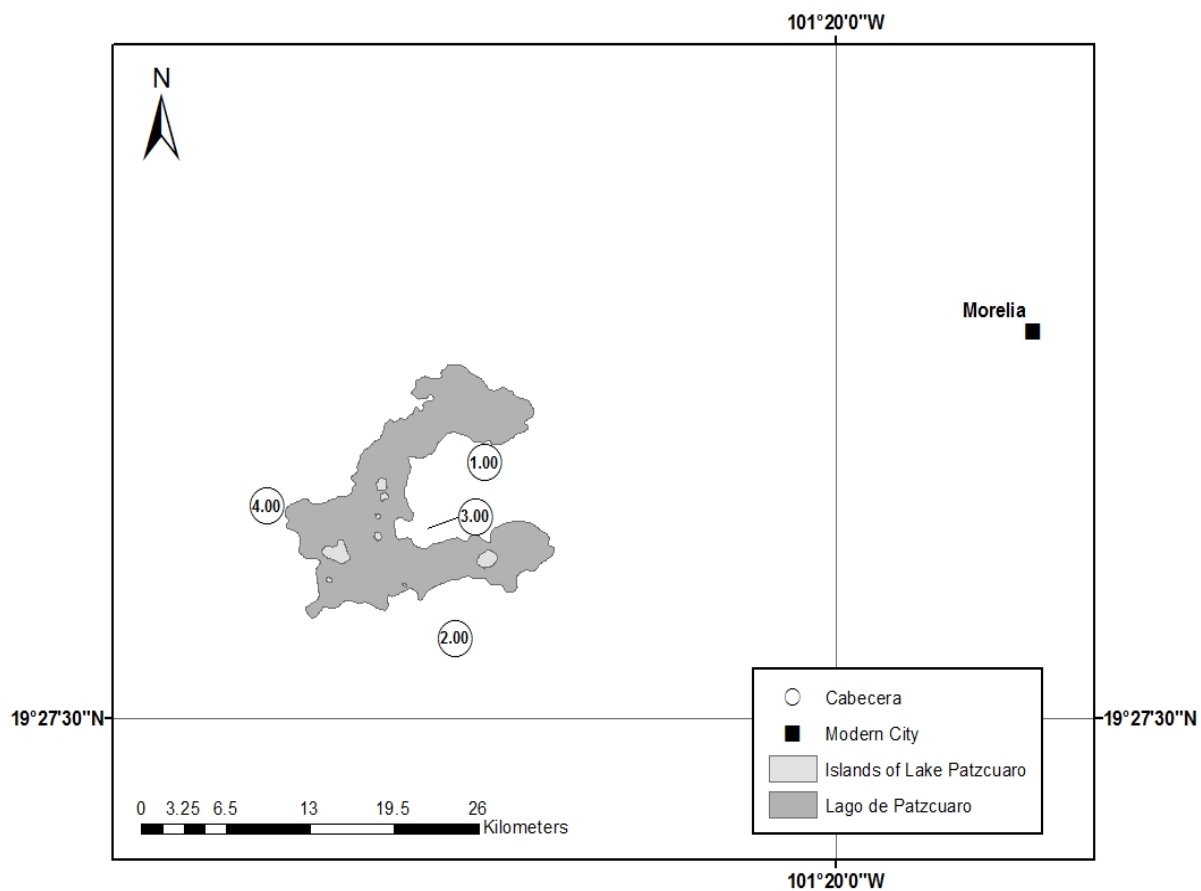 101°20'0"W
N
Morelia
1.00
4.00
3.00
2.00
19°27'30"N
19°27'30"N
Cabecera
Modern City
Islands of Lake Patzcuaro
Lago de Patzcuaro
0 3.25 6.5 13 19.5 26
Kilometers
101°20'0"W